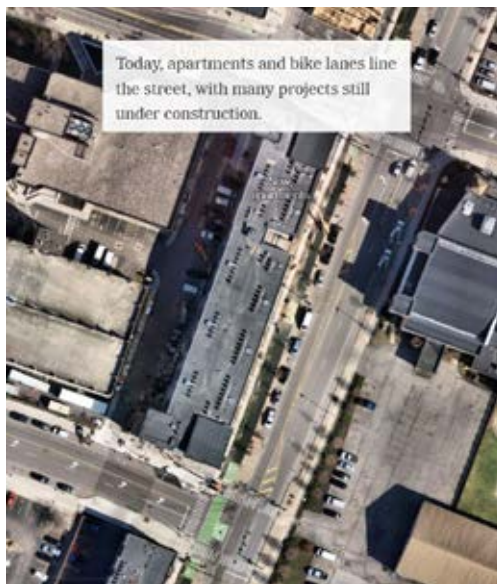 Today, apartments and bike lanes line
the street, with many projects still
under construction.